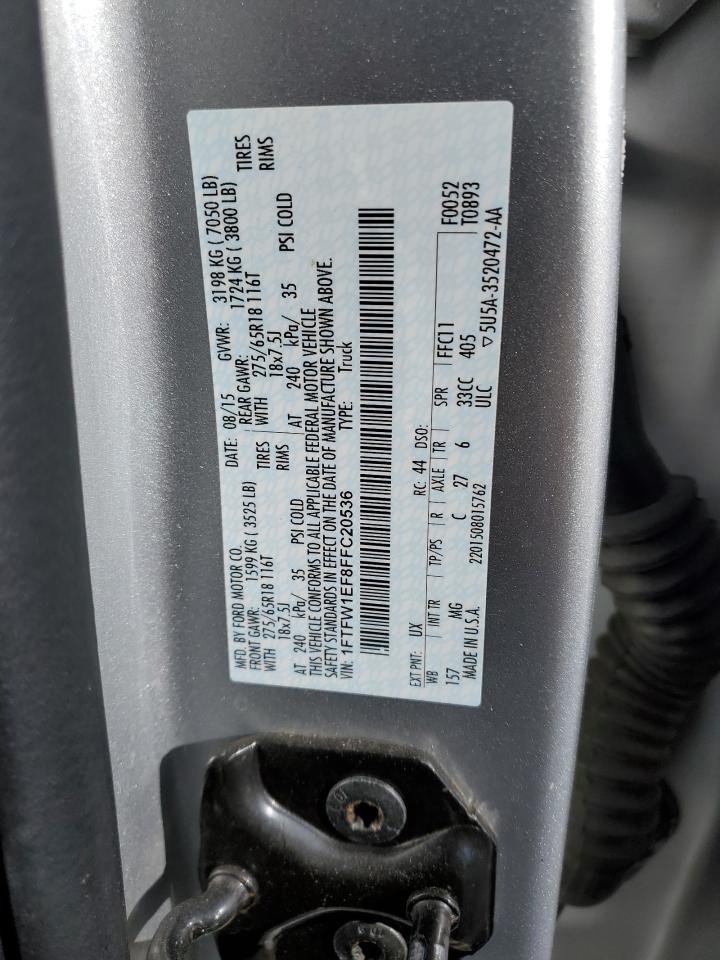 MFD. BY FORD MOTOR CO.
DATE: 08/15 GVWR: 3198 KG ( 7050 LB)
FRONT GAWR: 1599 KG ( 3525 LB) REAR GAWR: 1724 KG ( 3800 LB)
WITH 275/65R18 116T TIRES WITH 275/65R18 116T TIRES
18x7.5J RIMS 18x7.5J RIMS
AT 240 kPa/ 35 PSI COLD AT 240 kPa/ 35 PSI COLD
THIS VEHICLE CONFORMS TO ALL APPLICABLE FEDERAL MOTOR VEHICLE
SAFETY STANDARDS IN EFFECT ON THE DATE OF MANUFACTURE SHOWN ABOVE.
VIN: 1FTFW1EF8FFC20536 TYPE: Truck
EXT PNT: UX RC: 44 DSO: F0052
WB INT TR TP/PS R AXLE TR SPR FFC11 T0893
157 MG C 27 6 33CC 405
MADE IN U.S.A. 2201508015762 ULC ▽5U5A-3520472-AA